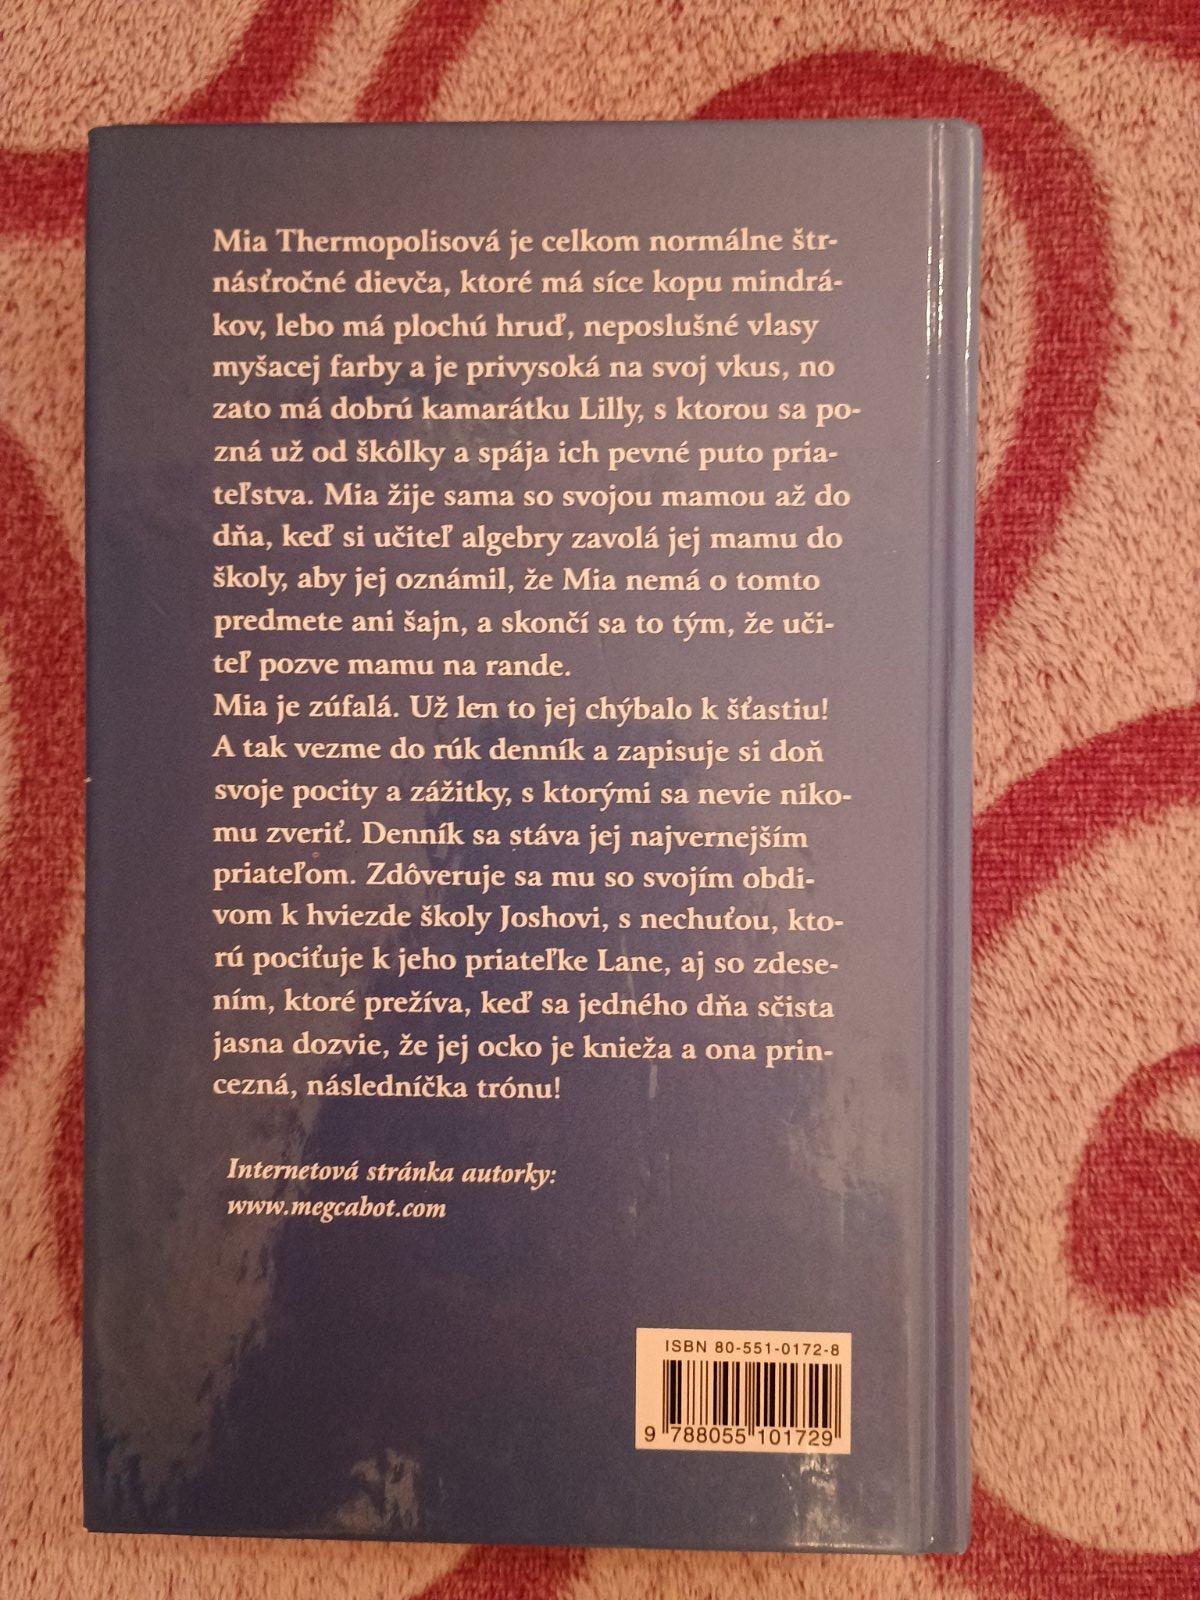 Mia Thermopolisová je celkom normálne štr-
násťročné dievča, ktoré má síce kopu mindrá-
kov, lebo má plochú hruď, neposlušné vlasy
myšacej farby a je privysoká na svoj vkus, no
zato má dobrú kamarátku Lilly, s ktorou sa po-
zná už od škôlky a spája ich pevné puto pria-
teľstva. Mia žije sama so svojou mamou až do
dňa, keď si učiteľ algebry zavolá jej mamu do
školy, aby jej oznámil, že Mia nemá o tomto
predmete ani šajn, a skončí sa to tým, že uči-
teľ pozve mamu na rande.
Mia je zúfalá. Už len to jej chýbalo k šťastiu!
A tak vezme do rúk denník a zapisuje si doň
svoje pocity a zážitky, s ktorými sa nevie niko-
mu zveriť. Denník sa stáva jej najvernejším
priateľom. Zdôveruje sa mu so svojím obdi-
vom k hviezde školy Joshovi, s nechuťou, kto-
rú pociťuje k jeho priateľke Lane, aj so zdese-
ním, ktoré prežíva, keď sa jedného dňa sčista
jasna dozvie, že jej ocko je knieža a ona prin-
cezná, následníčka trónu!
Internetová stránka autorky:
www.megcabot.com
ISBN 80-551-0172-8
9 788055 101729